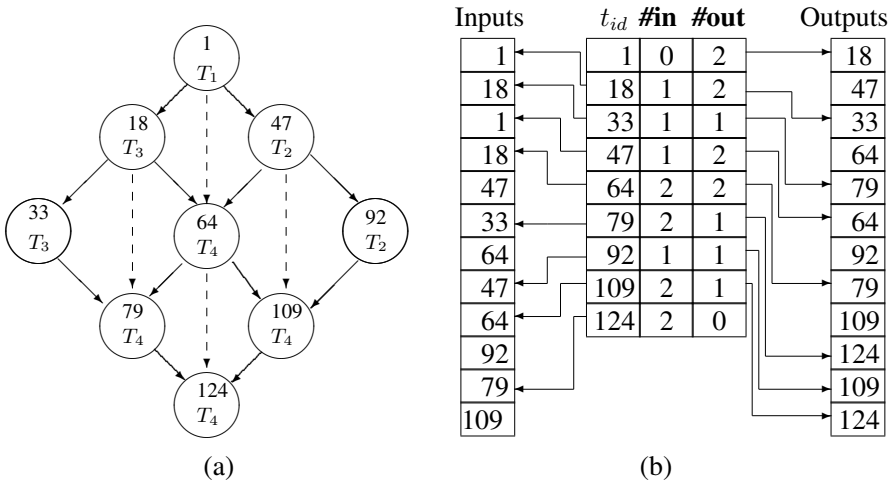 1
T1
18
T3
47
T2
33
T3
64
T4
92
T2
79
T4
109
T4
124
T4
(a)
Inputs tid #in #out Outputs
1 1 0 2 18
18 18 1 2 47
1 33 1 1 33
18 47 1 2 64
47 64 2 2 79
33 79 2 1 64
64 92 1 1 92
47 109 2 1 79
64 124 2 0 109
92 124
79 109
109 124
(b)